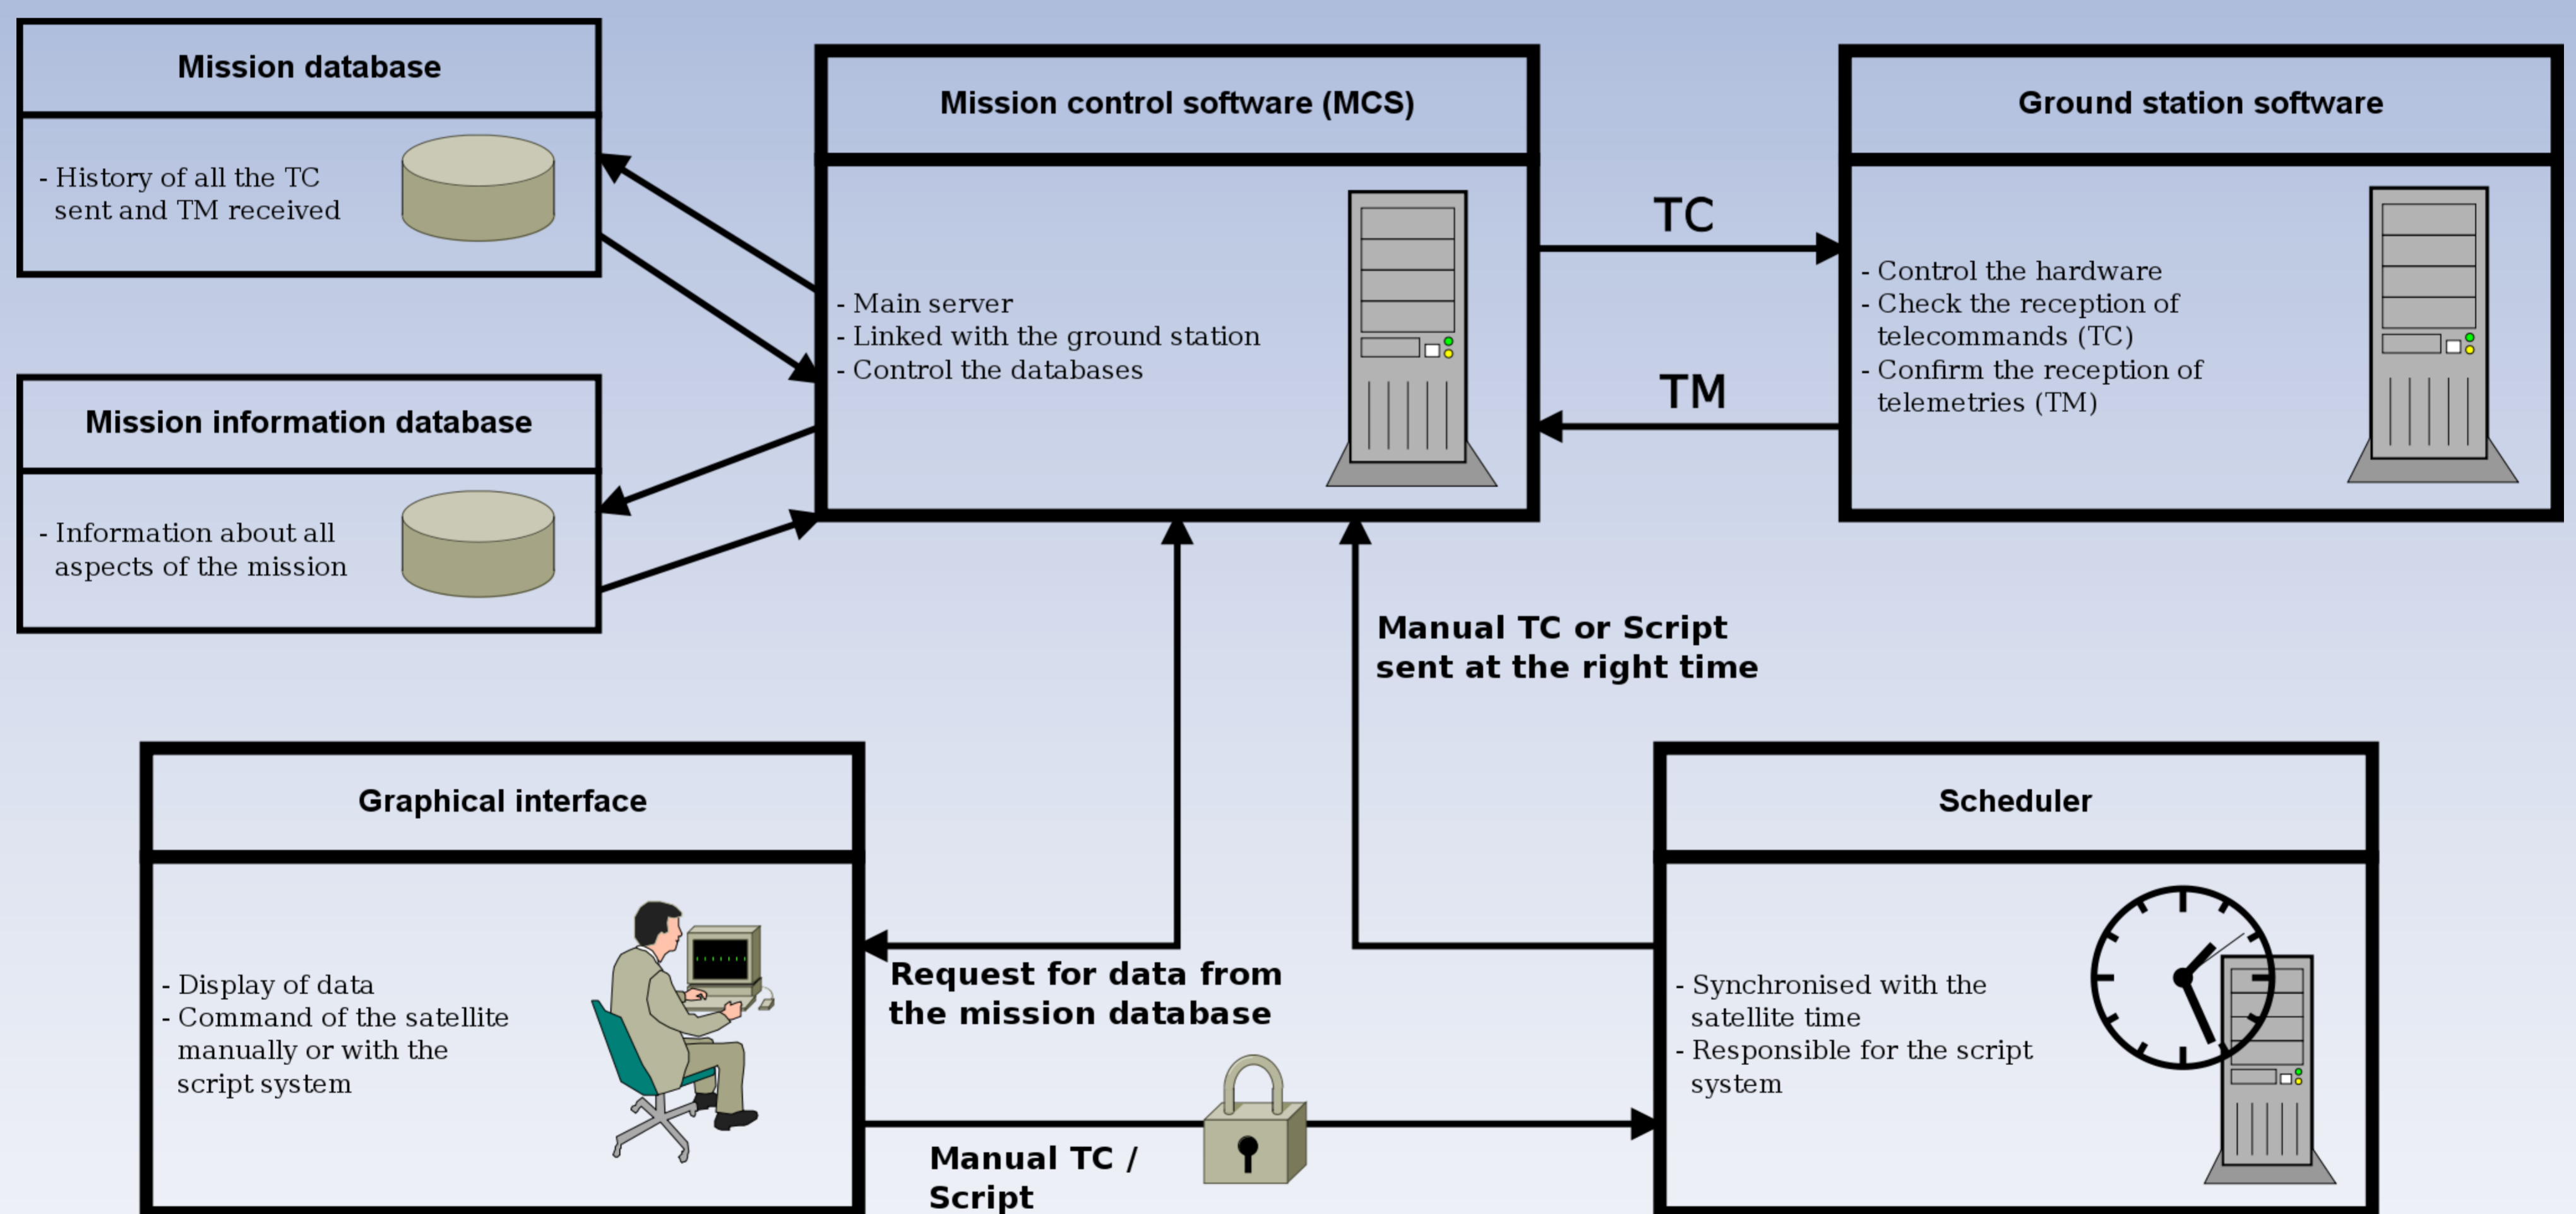 Mission database
- History of all the TC
sent and TM received
Mission information database
- Information about all
aspects of the mission
Mission control software (MCS)
- Main server
- Linked with the ground station
- Control the databases
TC
TM
Ground station software
- Control the hardware
- Check the reception of
telecommands (TC)
- Confirm the reception of
telemetries (TM)
Manual TC or Script
sent at the right time
Graphical interface
- Display of data
- Command of the satellite
manually or with the
script system
Request for data from
the mission database
Manual TC /
Script
Scheduler
- Synchronised with the
satellite time
- Responsible for the script
system